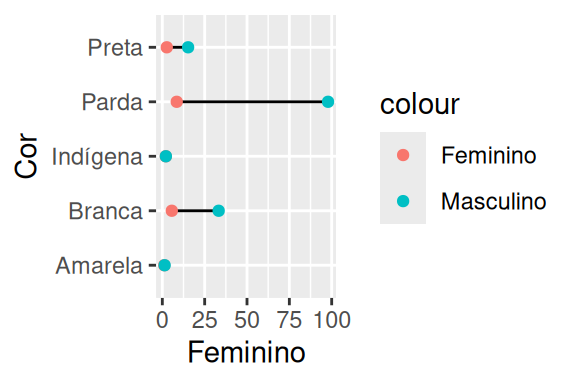 Preta
Parda
Indígena
Branca
Amarela
Cor
0 25 50 75 100
Feminino
colour
Feminino
Masculino